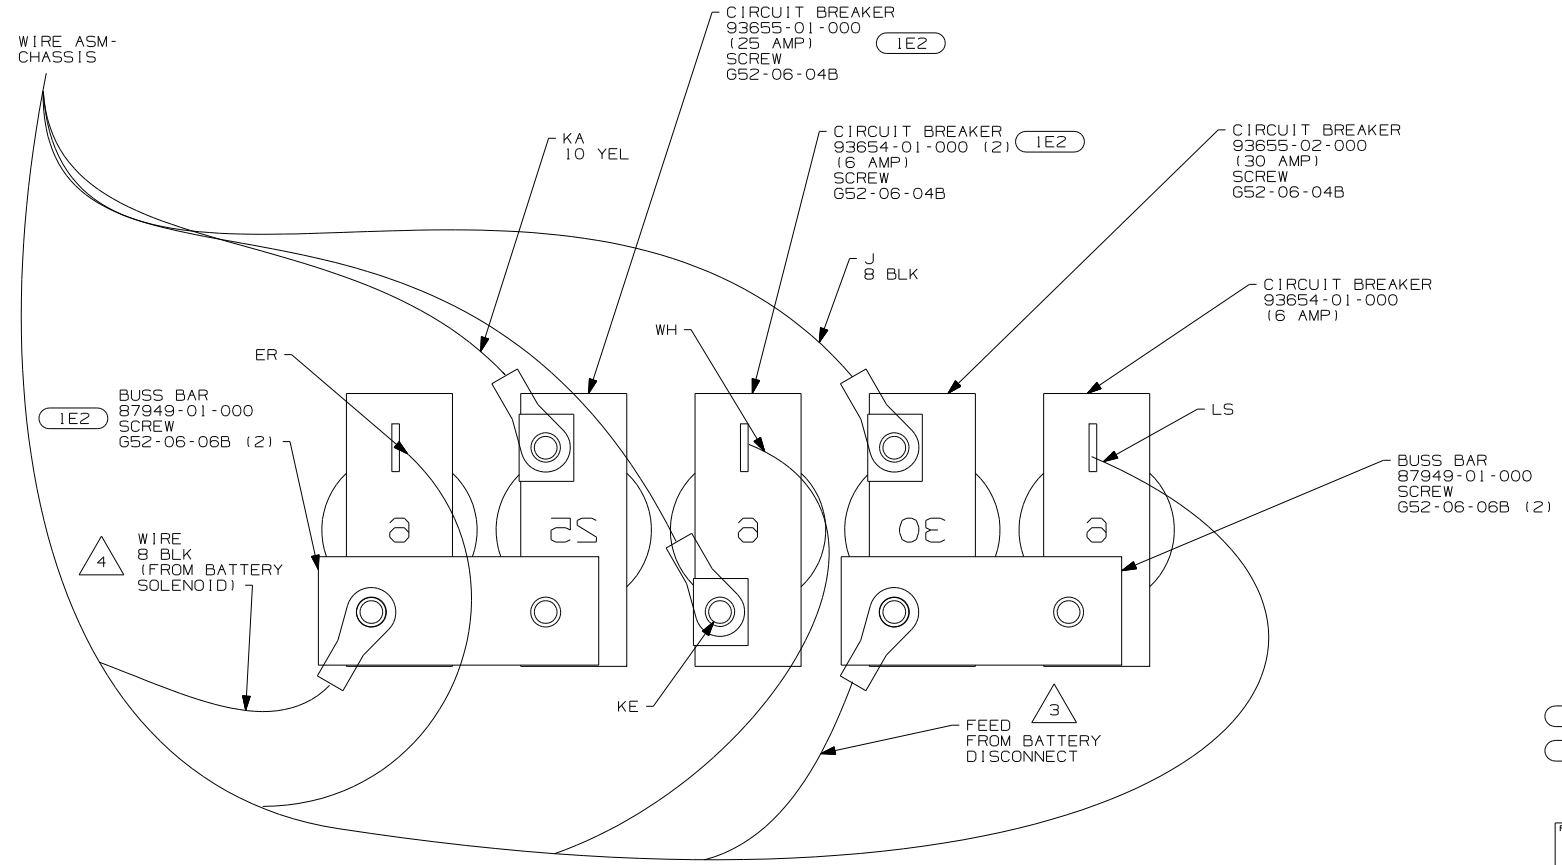 CIRCUIT BREAKER
93655-01-000
(25 AMP)
SCREW
G52-06-04B
1E2
WIRE ASM-
CHASSIS
KA
10 YEL
CIRCUIT BREAKER
93654-01-000 (2)
(6 AMP)
SCREW
G52-06-04B
1E2
CIRCUIT BREAKER
93655-02-000
(30 AMP)
SCREW
G52-06-04B
J
8 BLK
CIRCUIT BREAKER
93654-01-000
(6 AMP)
WH
ER
BUSS BAR
87949-01-000
SCREW
G52-06-06B (2)
1E2
LS
BUSS BAR
87949-01-000
SCREW
G52-06-06B (2)
6
25
6
30
6
4
WIRE
8 BLK
(FROM BATTERY
SOLENOID)
KE
3
FEED
FROM BATTERY
DISCONNECT